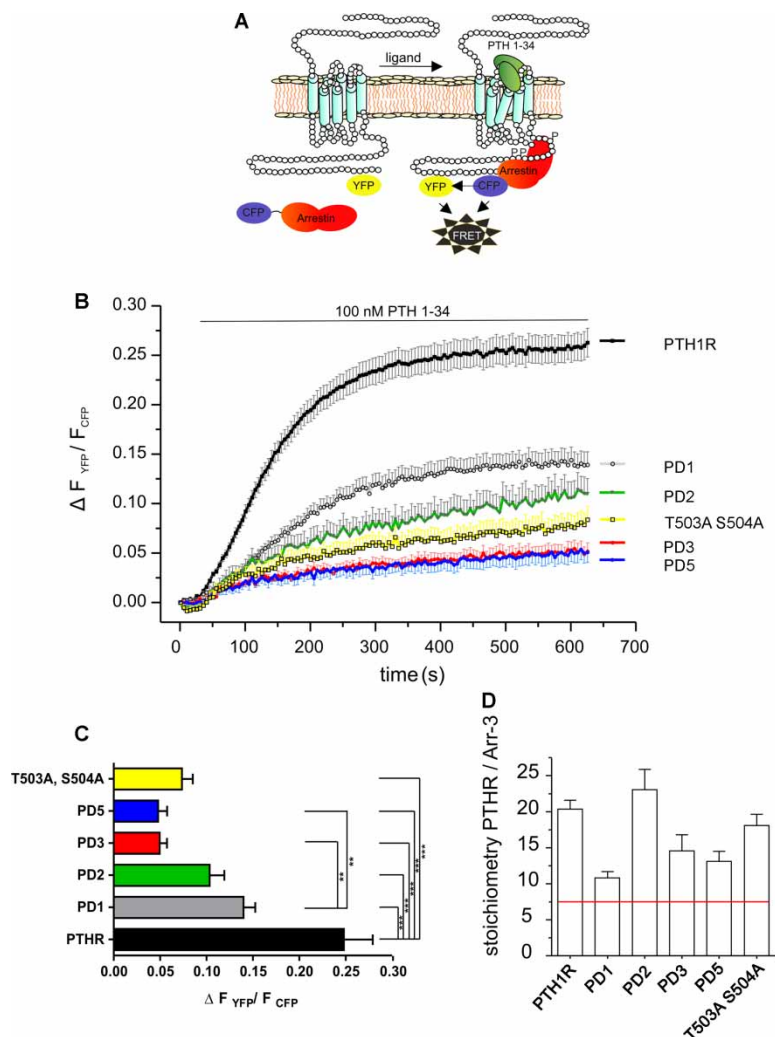 A
ligand
PTH 1-34
P
P P
Arrestin
YFP
YFP
CFP
CFP
Arrestin
FRET
B
100 nM PTH 1-34
0.30
0.25
0.20
0.15
0.10
0.05
0.00
Δ F YFP / F CFP
0 100 200 300 400 500 600 700
time (s)
PTH1R
PD1
PD2
T503A S504A
PD3
PD5
C
T503A, S504A
PD5
PD3
PD2
PD1
PTHR
** ** *** *** *** *** ***
0.00 0.05 0.10 0.15 0.20 0.25 0.30
Δ F YFP/ F CFP
D
stoichiometry PTHR / Arr-3
25
20
15
10
5
0
PTH1R
PD1
PD2
PD3
PD5
T503A S504A